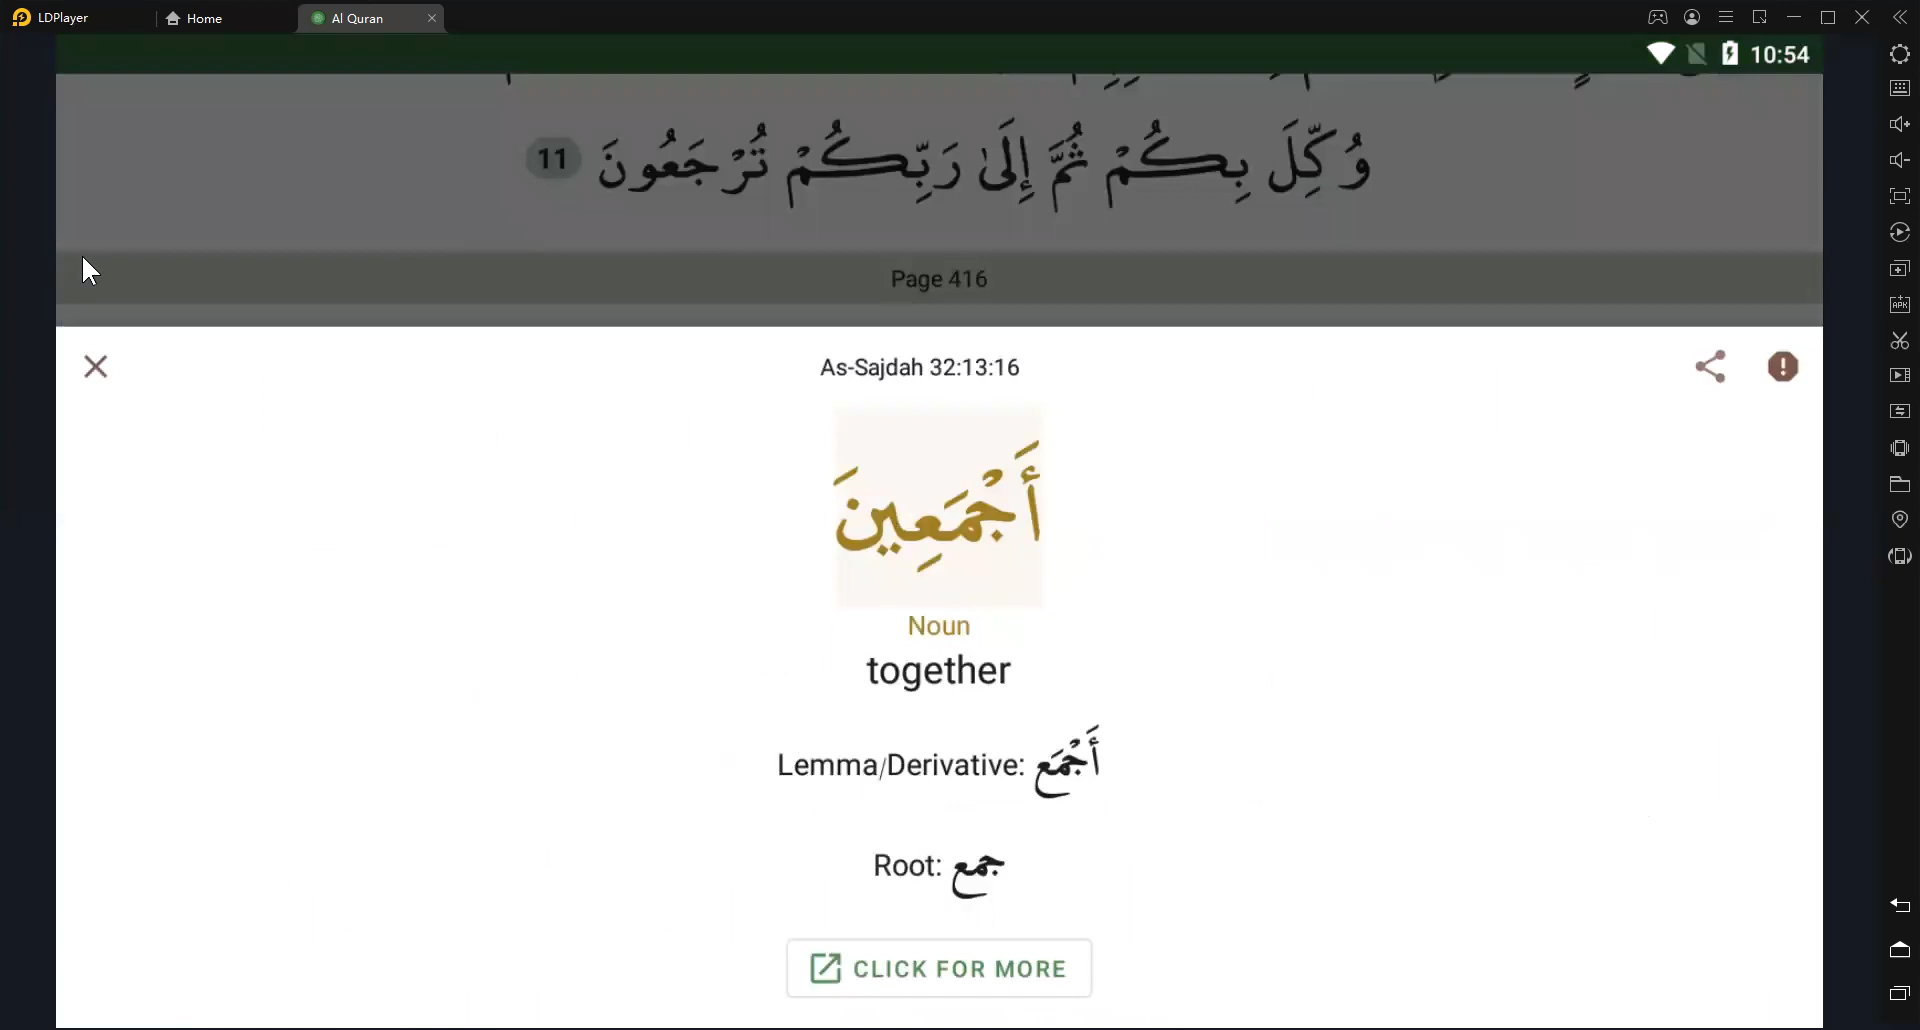 LDPlayer
Home
Al Quran
10:54
وُكِّلَ بِكُمْ ثُمَّ إِلَىٰ رَبِّكُمْ تُرْجَعُونَ 11
Page 416
As-Sajdah 32:13:16
أَجْمَعِينَ
Noun
together
Lemma/Derivative: أَجْمَع
Root: جمع
CLICK FOR MORE
APK